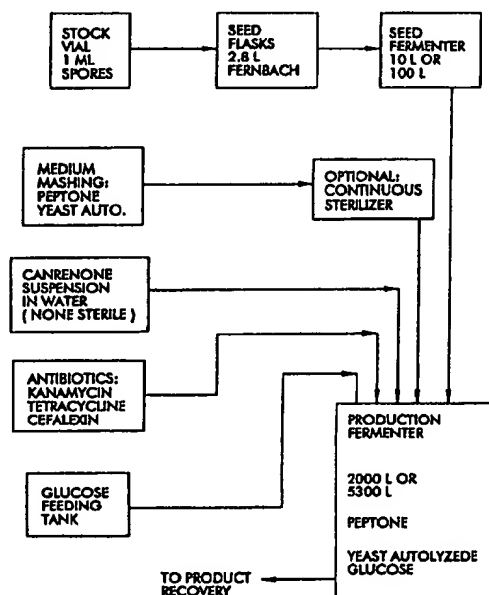 STOCK
VIAL
1 ML
SPORES
SEED
FLASKS
2.8 L
FERNBACH
SEED
FERMENTER
10 L OR
100 L
MEDIUM
MASHING:
PEPTONE
YEAST AUTO.
OPTIONAL:
CONTINUOUS
STERILIZER
CANRENONE
SUSPENSION
IN WATER
( NONE STERILE )
ANTIBIOTICS:
KANAMYCIN
TETRACYCLINE
CEFALEXIN
GLUCOSE
FEEDING
TANK
PRODUCTION
FERMENTER
2000 L OR
5300 L
PEPTONE
YEAST AUTOLYZEDE
GLUCOSE
TO PRODUCT
RECOVERY